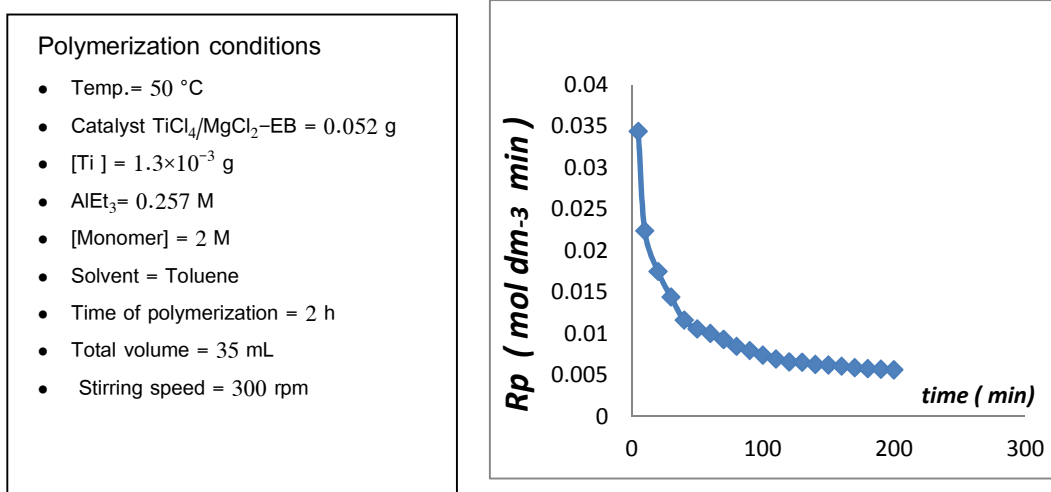 Polymerization conditions
• Temp.= 50 °C
• Catalyst TiCl₄/MgCl₂−EB = 0.052 g
• [Ti ] = 1.3×10⁻³ g
• AlEt₃= 0.257 M
• [Monomer] = 2 M
• Solvent = Toluene
• Time of polymerization = 2 h
• Total volume = 35 mL
• Stirring speed = 300 rpm
Rp ( mol dm-3 min )
0.04
0.035
0.03
0.025
0.02
0.015
0.01
0.005
0
time ( min)
0 100 200 300